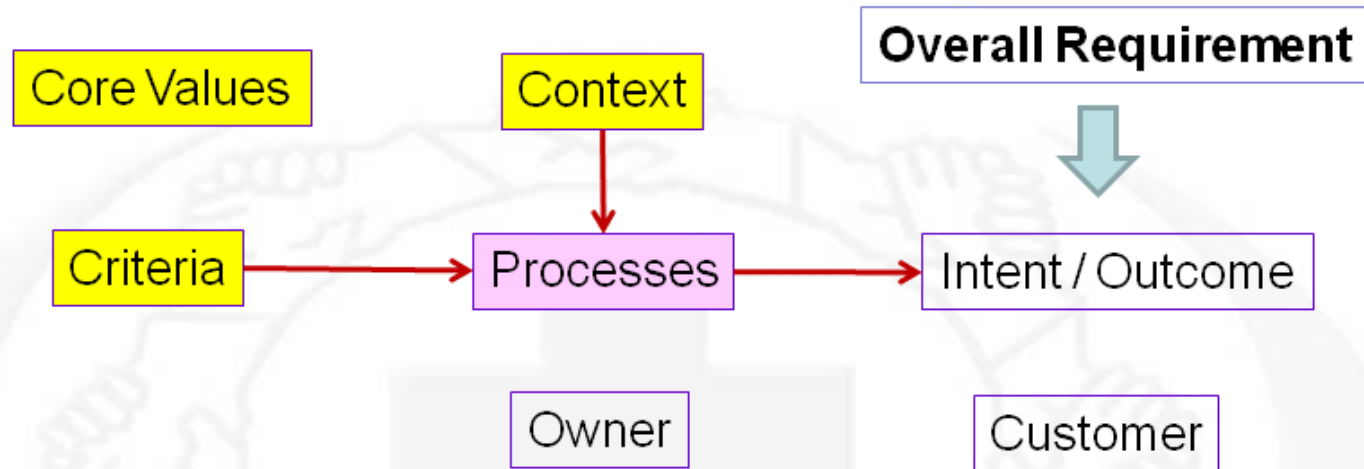 Overall Requirement
Core Values
Context
Criteria
Processes
Intent / Outcome
Owner
Customer